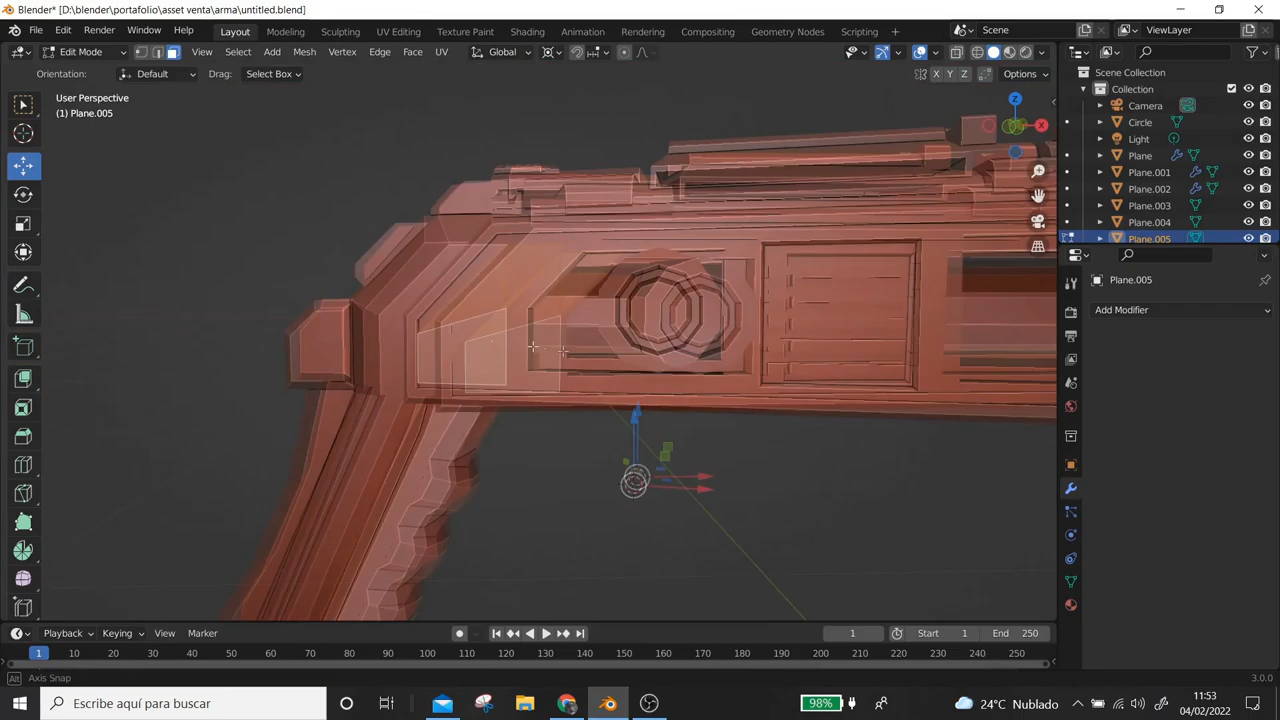 Blender* [D:\blender\portafolio\asset venta\arma\untitled.blend]
File Edit Render Window Help Layout Modeling Sculpting UV Editing Texture Paint Shading Animation Rendering Compositing Geometry Nodes Scripting + Scene ViewLayer
Edit Mode View Select Add Mesh Vertex Edge Face UV Global
Orientation: Default Drag: Select Box X Y Z Options
User Perspective
(1) Plane.005
Z
X
Scene Collection
Collection
Camera
Circle
Light
Plane
Plane.001
Plane.002
Plane.003
Plane.004
Plane.005
Plane.005
Add Modifier
Playback Keying View Marker 1 Start 1 End 250
1 10 20 30 40 50 60 70 80 90 100 110 120 130 140 150 160 170 180 190 200 210 220 230 240 250
Alt Axis Snap 3.0.0
Escribe aquí para buscar 98% 24°C Nublado 11:53
04/02/2022